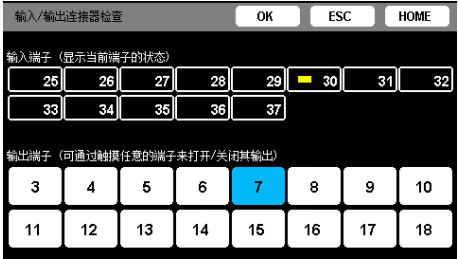 输入/输出连接器检查 OK ESC HOME
输入端子（显示当前端子的状态）
25 26 27 28 29 30 31 32
33 34 35 36 37
输出端子（可通过触摸任意的端子来打开/关闭其输出）
3 4 5 6 7 8 9 10
11 12 13 14 15 16 17 18